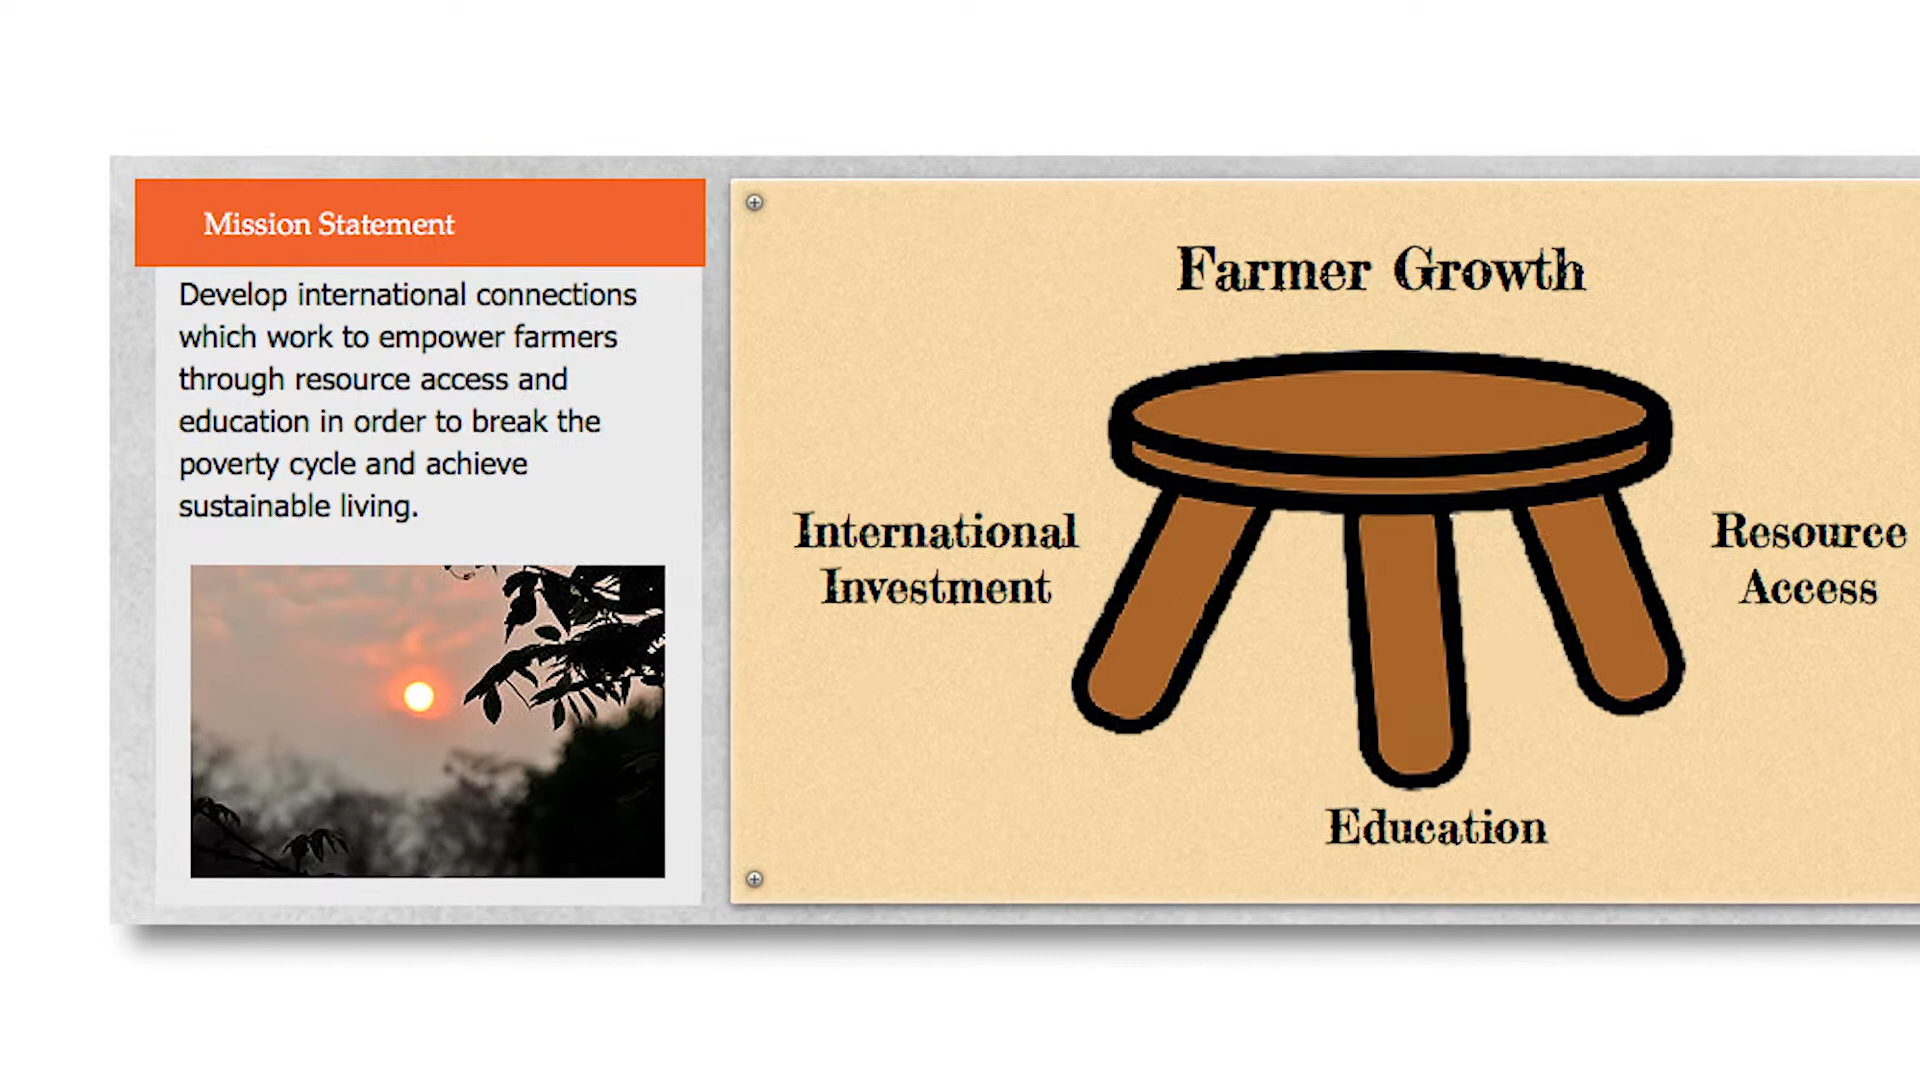 Mission Statement
Develop international connections
which work to empower farmers
through resource access and
education in order to break the
poverty cycle and achieve
sustainable living.
Farmer Growth
International
Investment
Resource
Access
Education